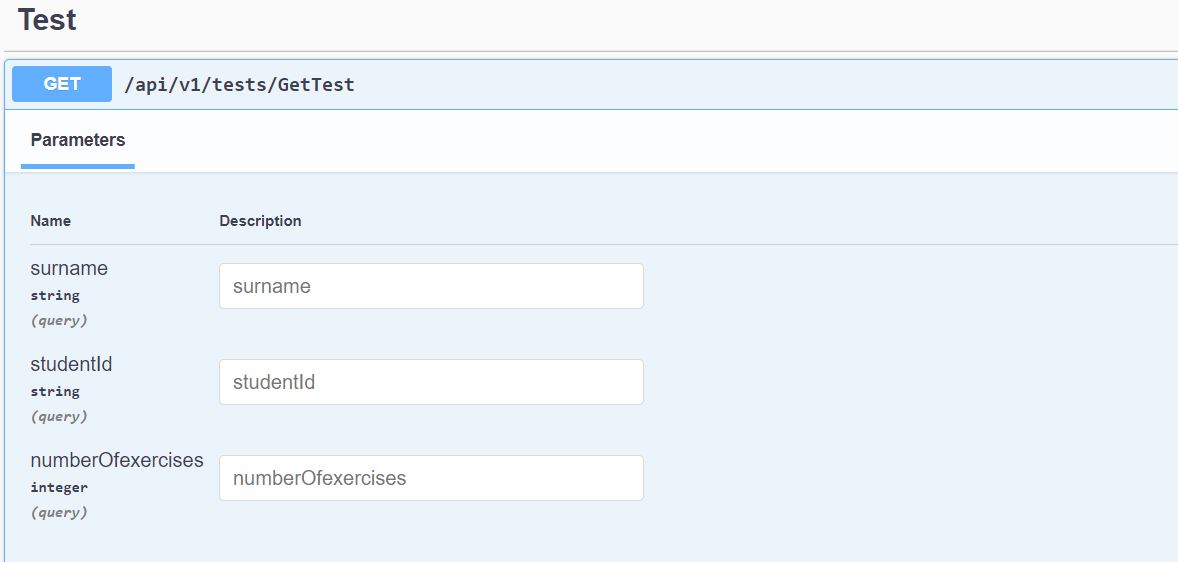 Test
GET /api/v1/tests/GetTest
Parameters
Name Description
surname
string
(query)
surname
studentId
string
(query)
studentId
numberOfexercises
integer
(query)
numberOfexercises